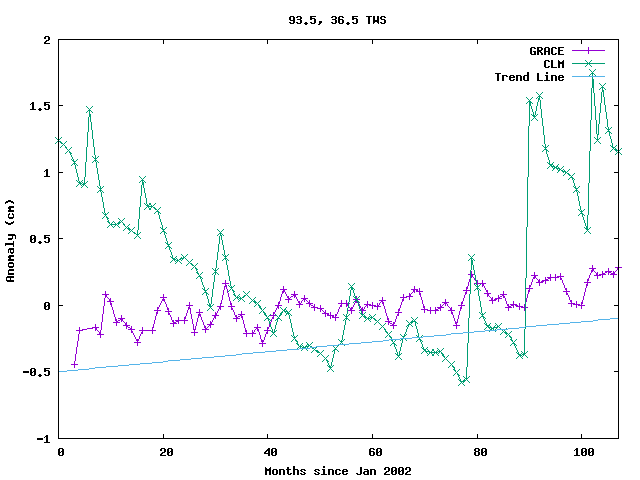 93.5, 36.5 TWS
GRACE
CLM
Trend Line
2
1.5
1
0.5
0
-0.5
-1
Anomaly (cm)
0 20 40 60 80 100
Months since Jan 2002